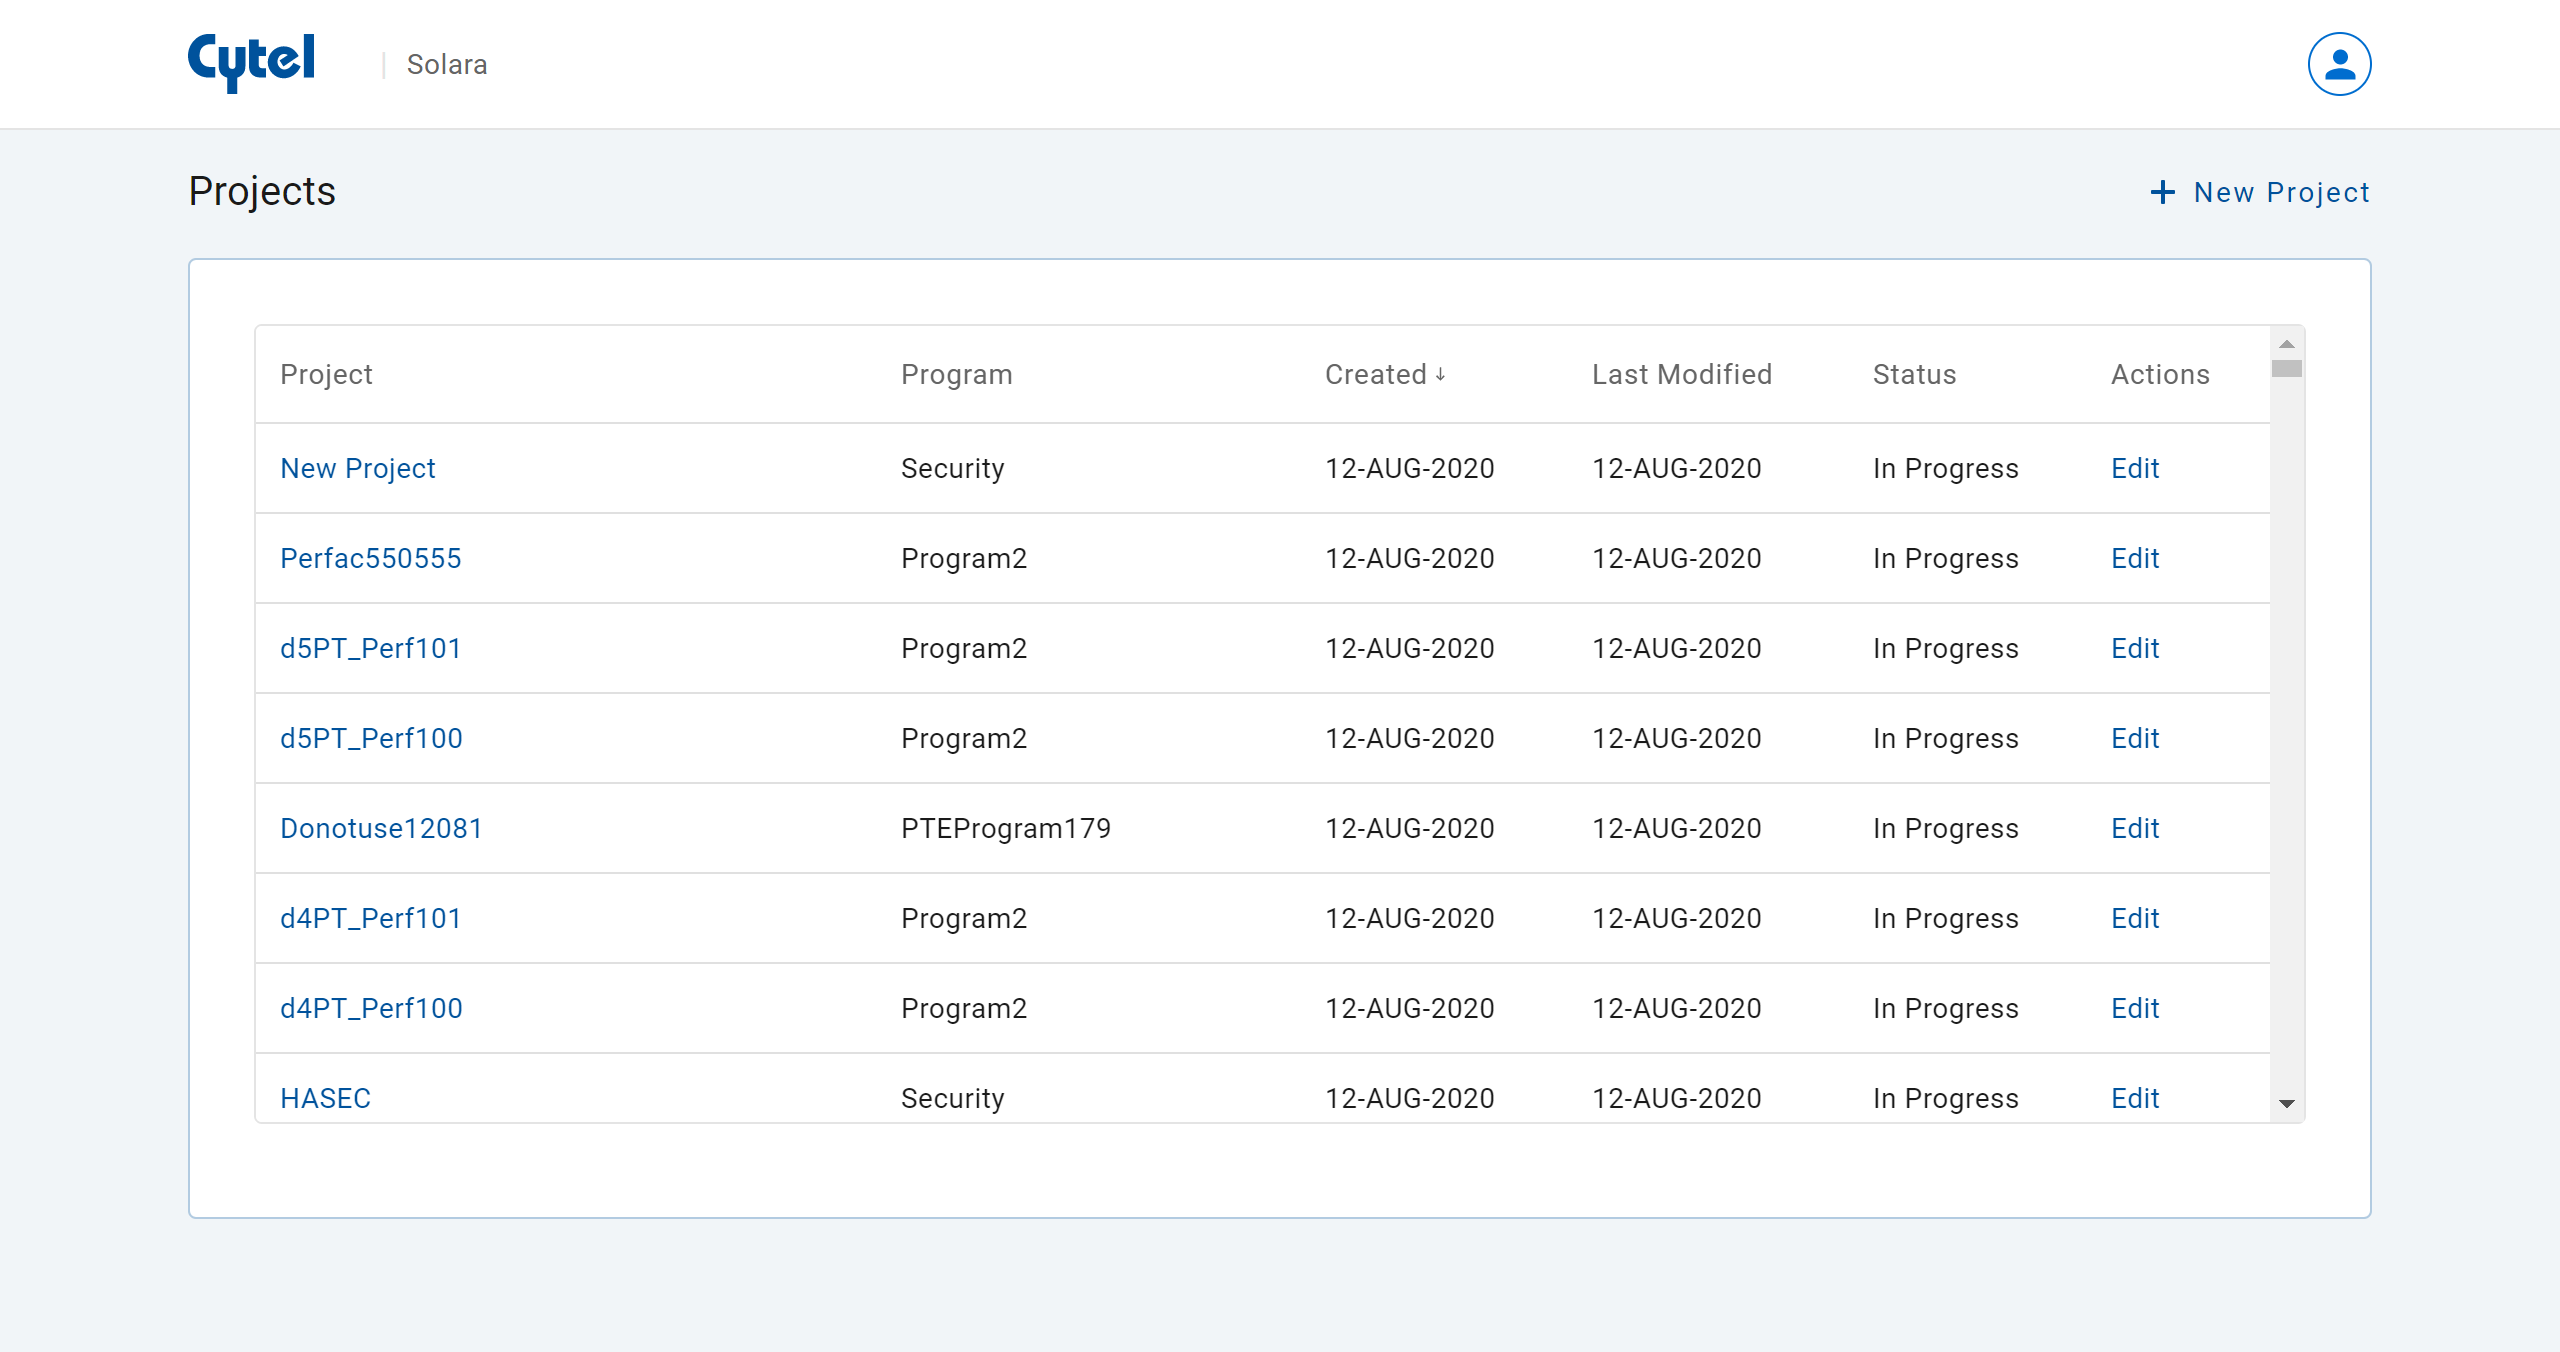 Cytel | Solara
Projects
+ New Project
Project Program Created ↓ Last Modified Status Actions
New Project Security 12-AUG-2020 12-AUG-2020 In Progress Edit
Perfac550555 Program2 12-AUG-2020 12-AUG-2020 In Progress Edit
d5PT_Perf101 Program2 12-AUG-2020 12-AUG-2020 In Progress Edit
d5PT_Perf100 Program2 12-AUG-2020 12-AUG-2020 In Progress Edit
Donotuse12081 PTEProgram179 12-AUG-2020 12-AUG-2020 In Progress Edit
d4PT_Perf101 Program2 12-AUG-2020 12-AUG-2020 In Progress Edit
d4PT_Perf100 Program2 12-AUG-2020 12-AUG-2020 In Progress Edit
HASEC Security 12-AUG-2020 12-AUG-2020 In Progress Edit